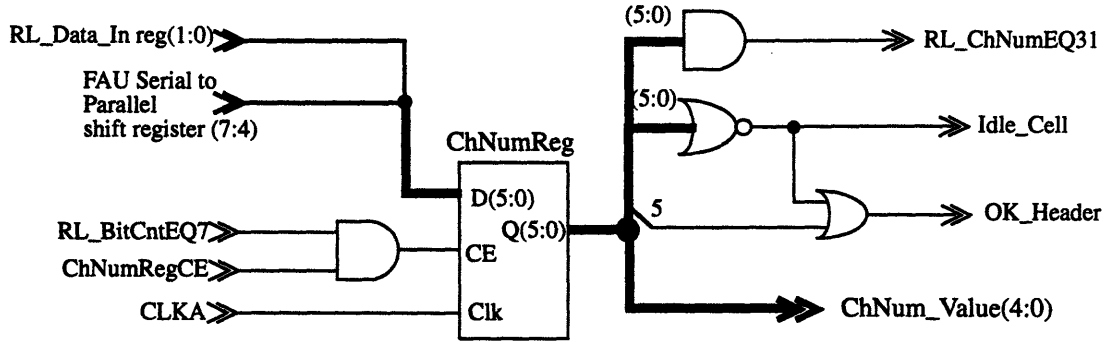 (5:0)
RL_Data_In reg(1:0)
RL_ChNumEQ31
FAU Serial to
Parallel
shift register (7:4)
(5:0)
Idle_Cell
ChNumReg
D(5:0)
5
OK_Header
RL_BitCntEQ7
Q(5:0)
CE
ChNumRegCE
CLKA
Clk
ChNum_Value(4:0)